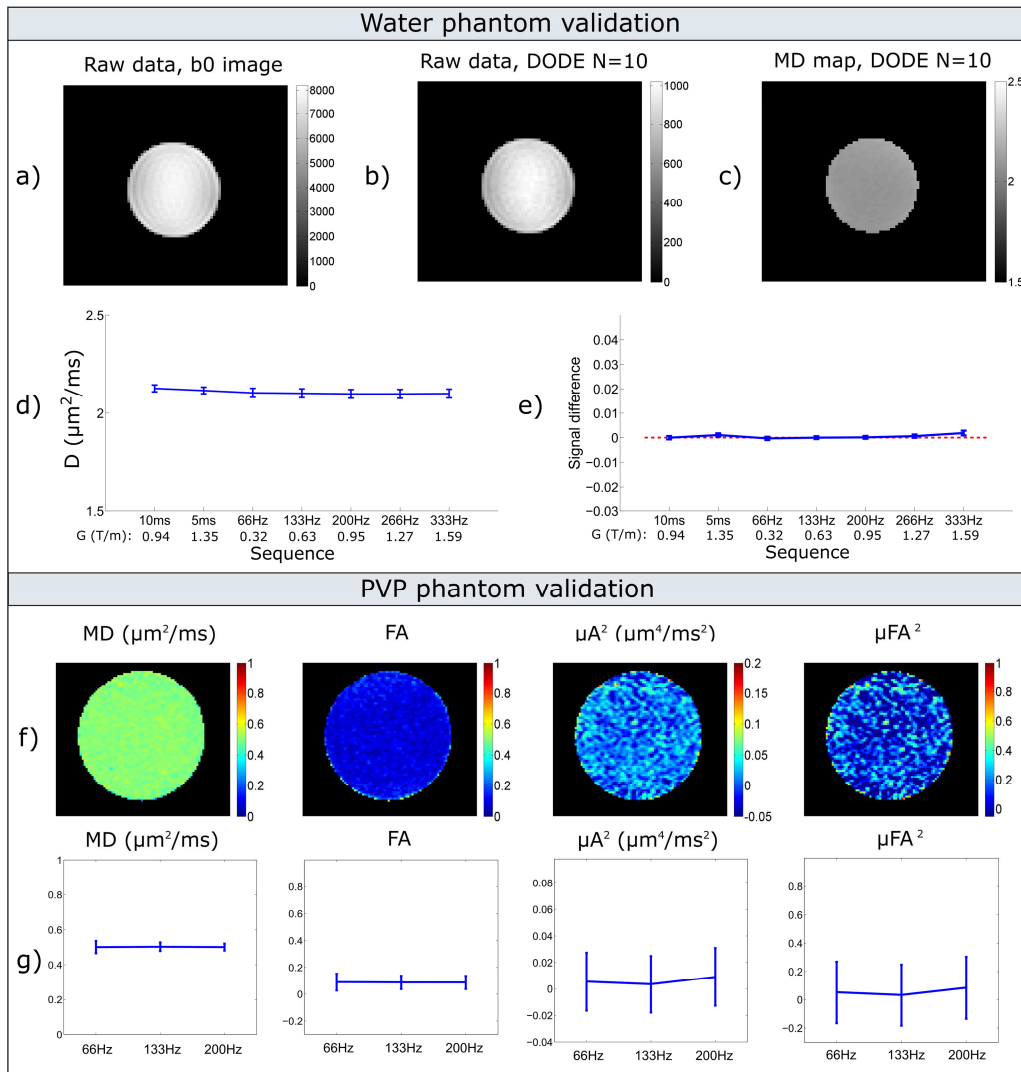 Water phantom validation
Raw data, b0 image
Raw data, DODE N=10
MD map, DODE N=10
a)
8000
7000
6000
5000
4000
3000
2000
1000
0
b)
1000
800
600
400
200
0
c)
2.5
2
1.5
d)
D (µm²/ms)
2.5
2
1.5
10ms 5ms 66Hz 133Hz 200Hz 266Hz 333Hz
G (T/m): 0.94 1.35 0.32 0.63 0.95 1.27 1.59
Sequence
e)
Signal difference
0.04
0.03
0.02
0.01
0
−0.01
−0.02
−0.03
10ms 5ms 66Hz 133Hz 200Hz 266Hz 333Hz
G (T/m): 0.94 1.35 0.32 0.63 0.95 1.27 1.59
Sequence
PVP phantom validation
MD (µm²/ms)
FA
µA² (µm⁴/ms²)
µFA²
f)
1
0.8
0.6
0.4
0.2
0
1
0.8
0.6
0.4
0.2
0
0.2
0.15
0.1
0.05
0
-0.05
1
0.8
0.6
0.4
0.2
0
MD (µm²/ms)
FA
µA² (µm⁴/ms²)
µFA²
g)
1
0.8
0.6
0.4
0.2
0
66Hz 133Hz 200Hz
0.8
0.6
0.4
0.2
0
−0.2
66Hz 133Hz 200Hz
0.08
0.06
0.04
0.02
0
−0.02
−0.04
66Hz 133Hz 200Hz
0.8
0.6
0.4
0.2
0
−0.2
66Hz 133Hz 200Hz